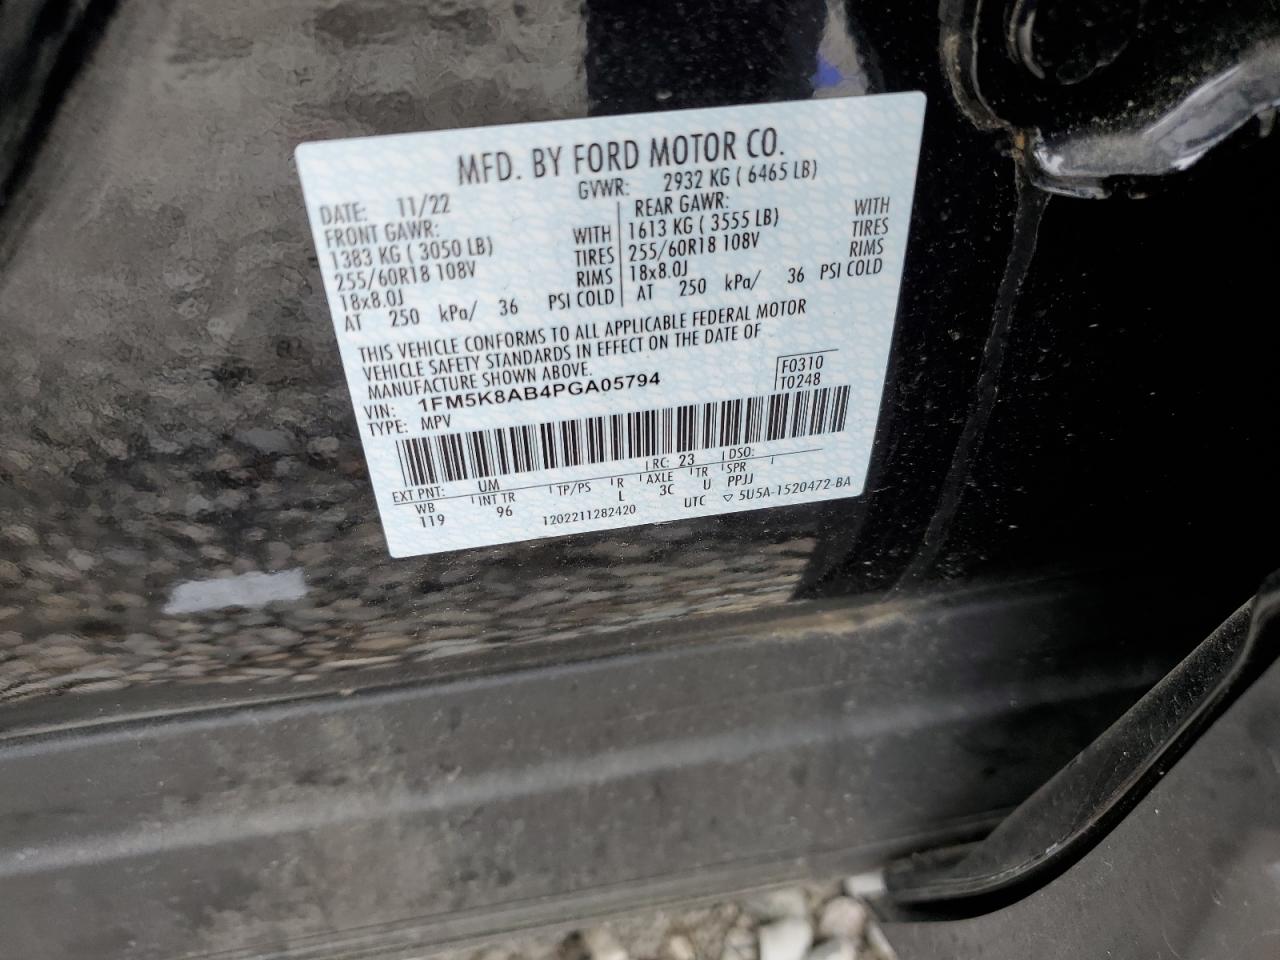 MFD. BY FORD MOTOR CO.
DATE: 11/22 GVWR: 2932 KG ( 6465 LB)
FRONT GAWR:
1383 KG ( 3050 LB) WITH
255/60R18 108V TIRES
18x8.0J RIMS
AT 250 kPa/ 36 PSI COLD
REAR GAWR:
1613 KG ( 3555 LB) WITH
255/60R18 108V TIRES
18x8.0J RIMS
AT 250 kPa/ 36 PSI COLD
THIS VEHICLE CONFORMS TO ALL APPLICABLE FEDERAL MOTOR
VEHICLE SAFETY STANDARDS IN EFFECT ON THE DATE OF
MANUFACTURE SHOWN ABOVE.
VIN: 1FM5K8AB4PGA05794
TYPE: MPV
F0310
T0248
EXT PNT: UM RC: 23 DSO:
WB INT TR TP/PS R AXLE TR SPR
119 96 L 3C U PPJJ
1202211282420 UTC ▽ 5U5A-1520472-BA